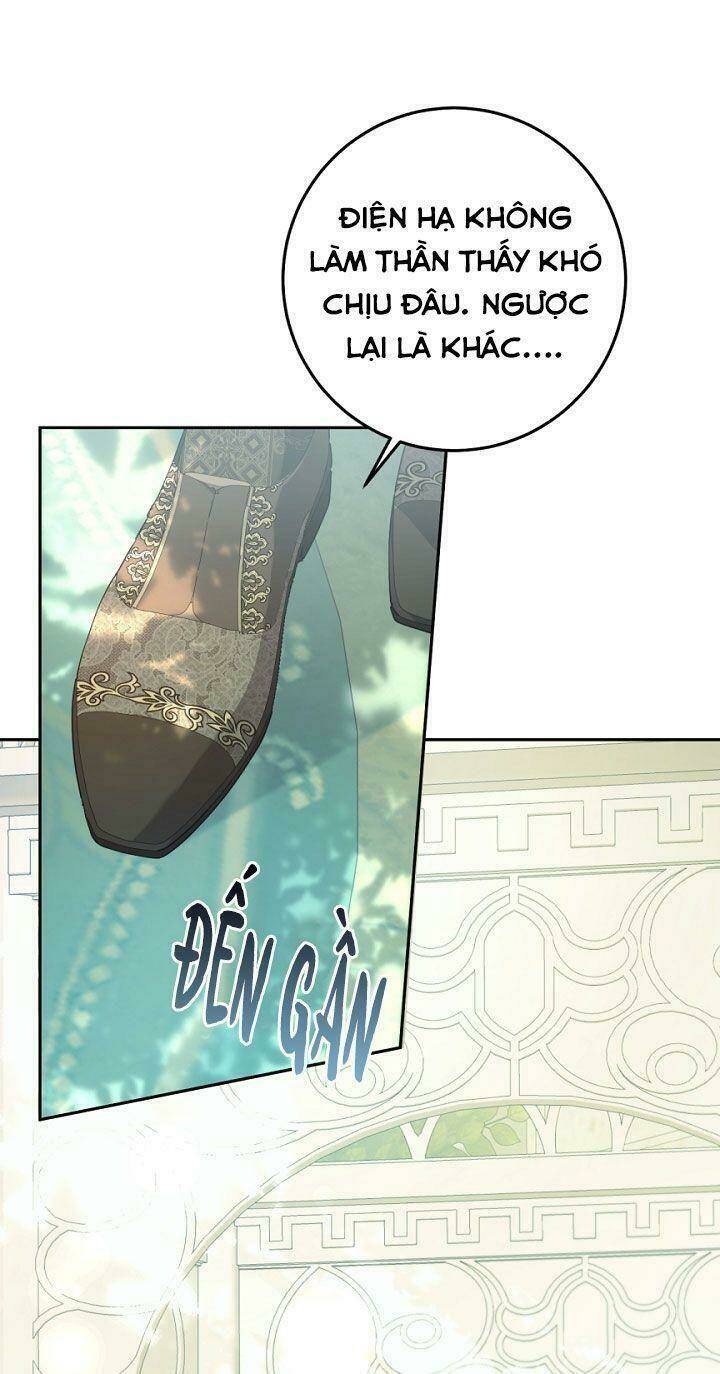 ĐIỆN HẠ KHÔNG
LÀM THẦN THẤY KHÓ
CHỊU ĐÂU. NGƯỢC
LẠI LÀ KHÁC....
ĐẾN GẦN